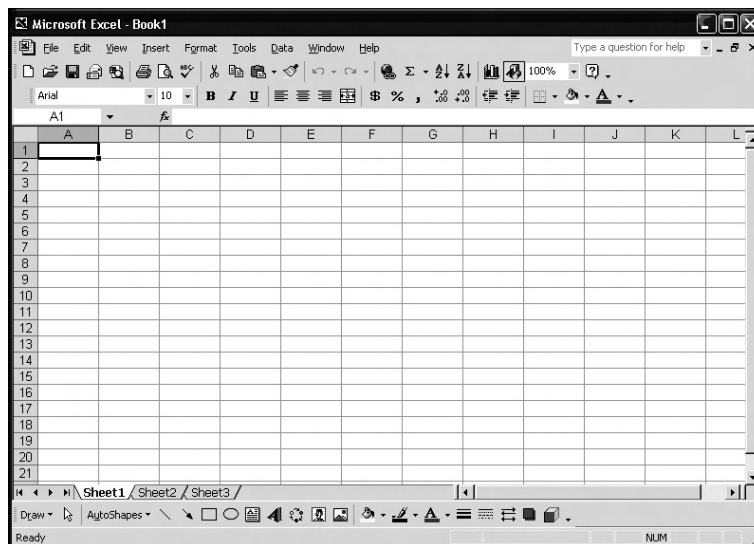 Microsoft Excel - Book1
File Edit View Insert Format Tools Data Window Help Type a question for help
Σ 100%
Arial 10 B I U $ % ,
A1 fx
A B C D E F G H I J K L
1
2
3
4
5
6
7
8
9
10
11
12
13
14
15
16
17
18
19
20
21
Sheet1 Sheet2 Sheet3
Draw AutoShapes A
Ready NUM